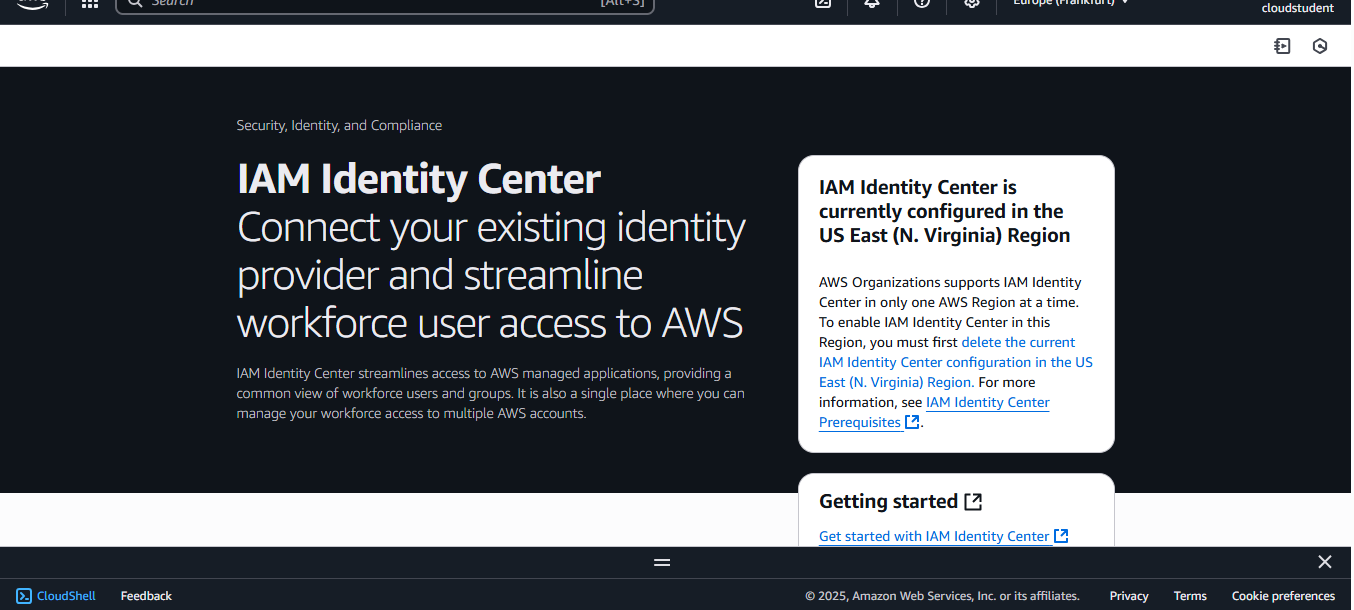 Search
[Alt+S]
Europe (Frankfurt)
cloudstudent
Security, Identity, and Compliance
IAM Identity Center
Connect your existing identity
provider and streamline
workforce user access to AWS
IAM Identity Center streamlines access to AWS managed applications, providing a
common view of workforce users and groups. It is also a single place where you can
manage your workforce access to multiple AWS accounts.
IAM Identity Center is
currently configured in the
US East (N. Virginia) Region
AWS Organizations supports IAM Identity
Center in only one AWS Region at a time.
To enable IAM Identity Center in this
Region, you must first delete the current
IAM Identity Center configuration in the US
East (N. Virginia) Region. For more
information, see IAM Identity Center
Prerequisites.
Getting started
Get started with IAM Identity Center
CloudShell
Feedback
© 2025, Amazon Web Services, Inc. or its affiliates.
Privacy
Terms
Cookie preferences